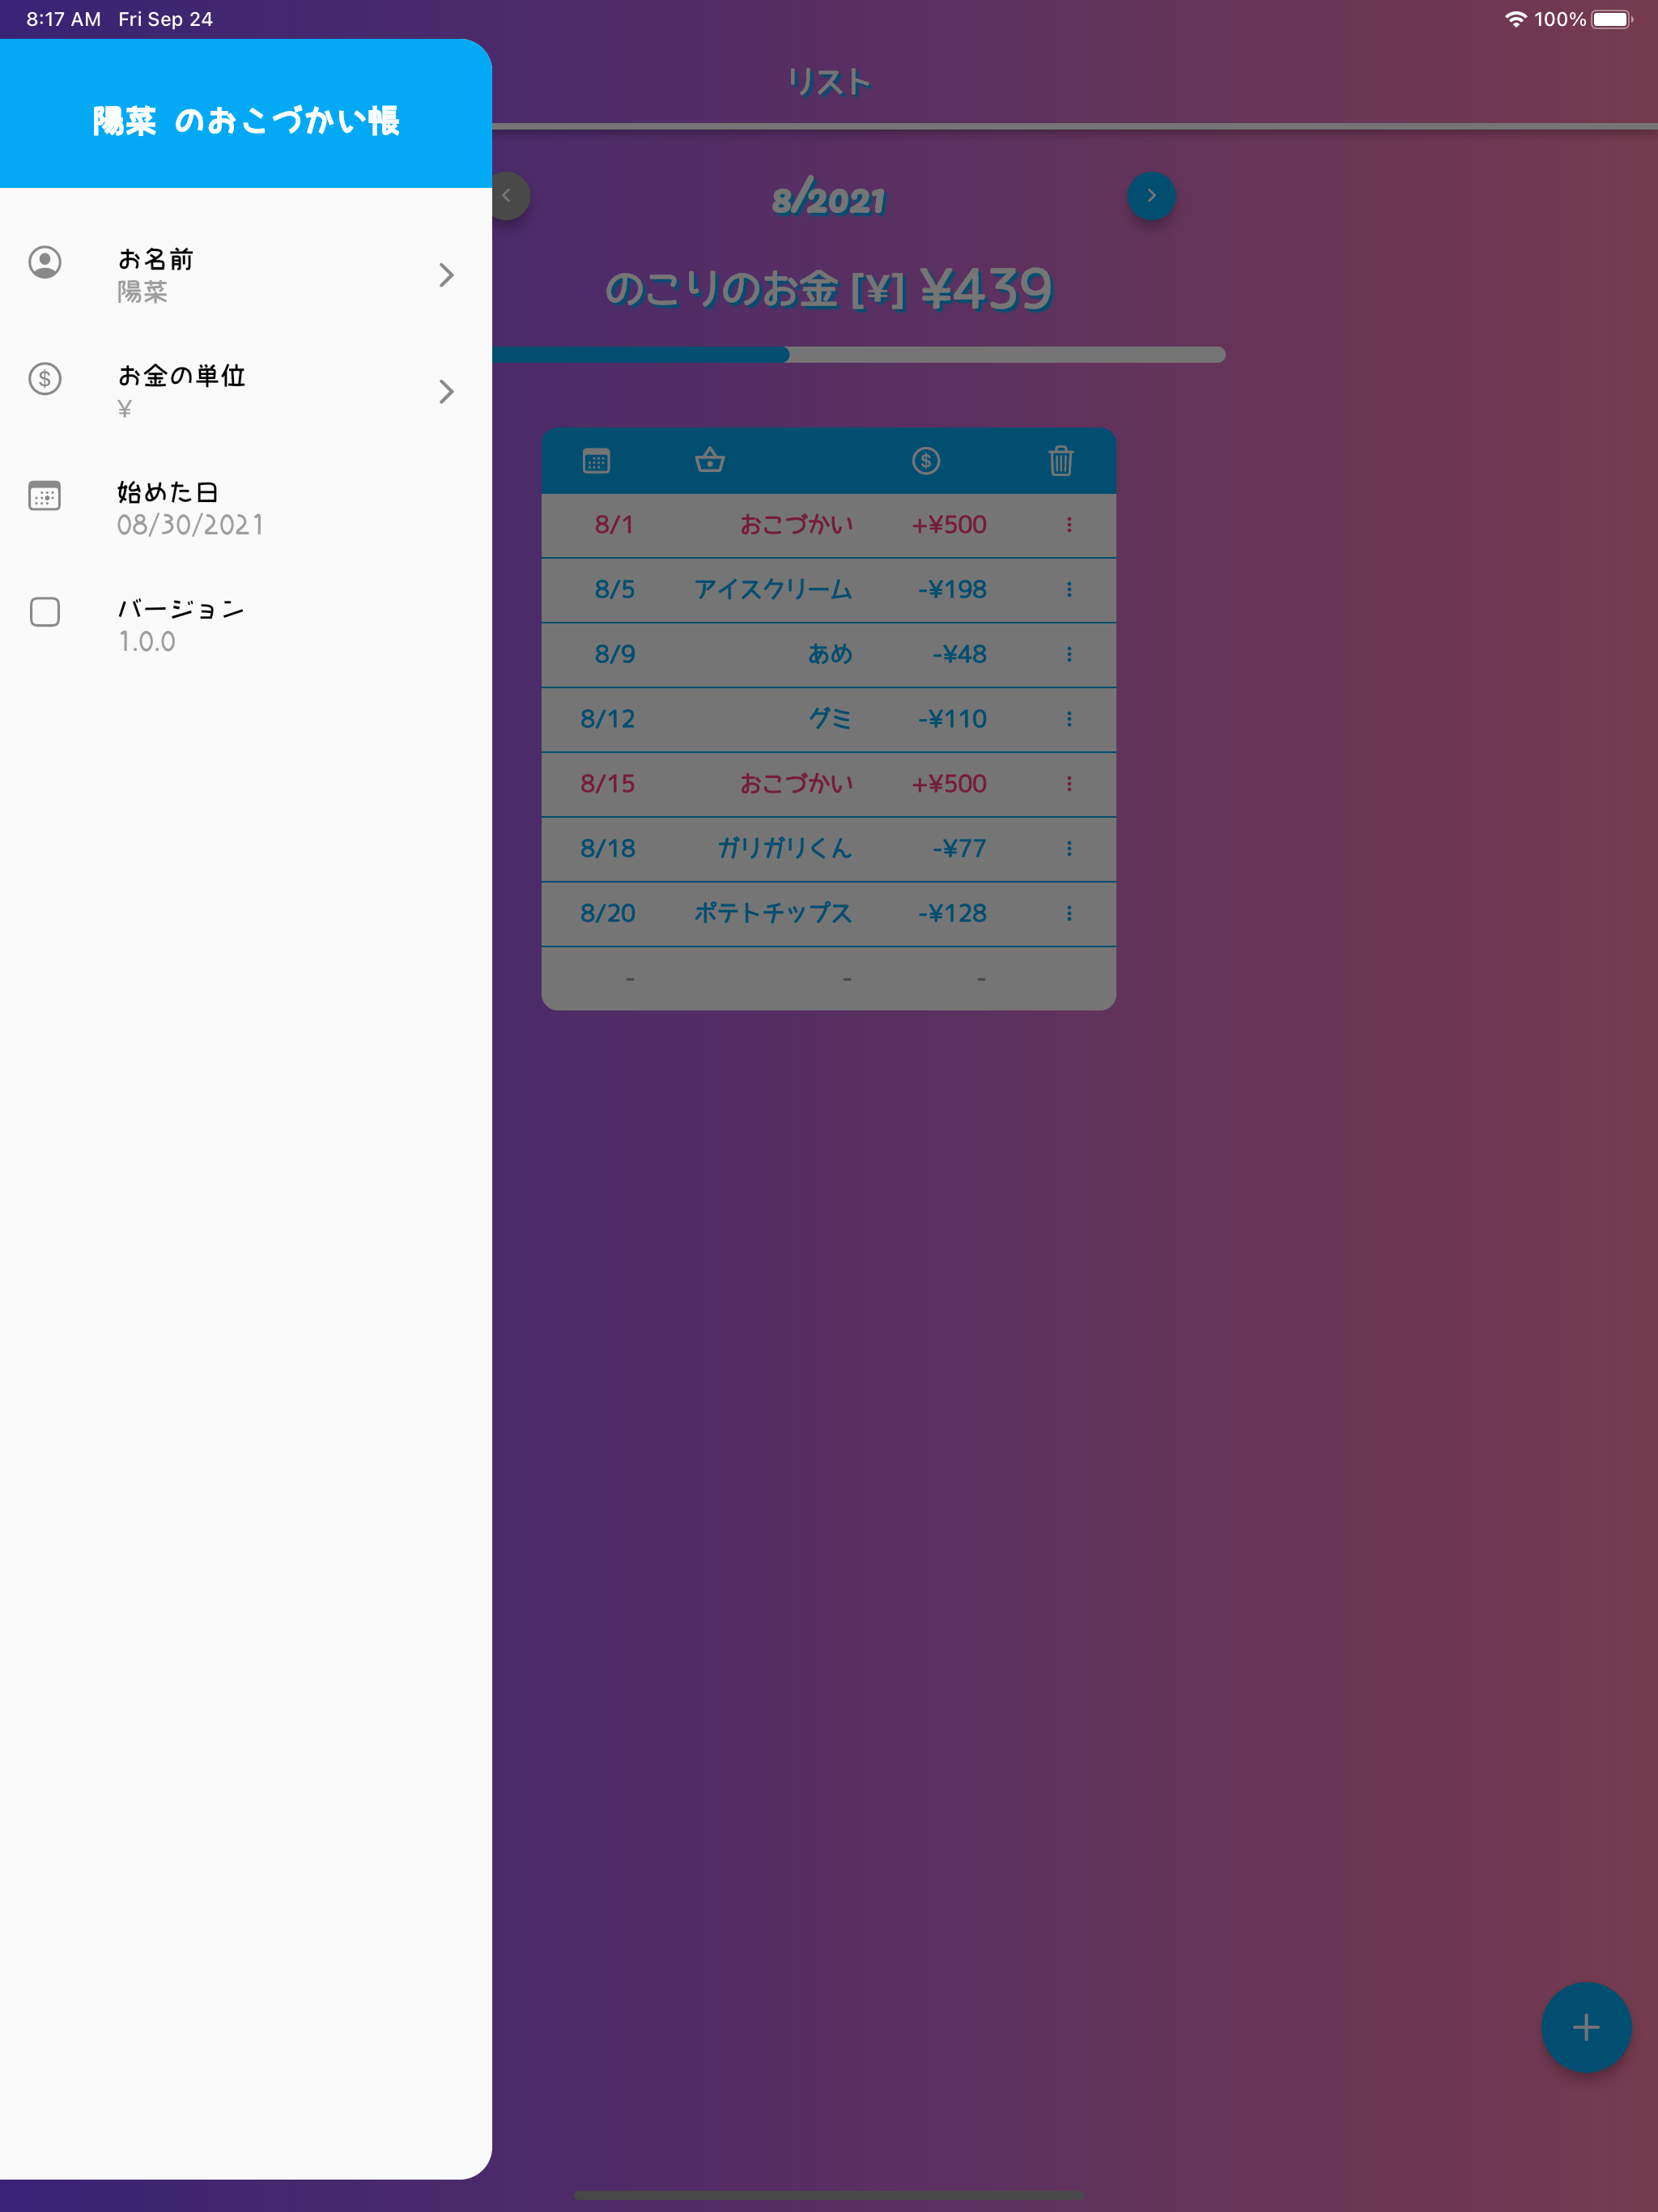 8:17 AM Fri Sep 24
100%
陽菜 のおこづかい帳
お名前
陽菜
お金の単位
¥
始めた日
08/30/2021
バージョン
1.0.0
リスト
8/2021
のこりのお金 [¥] ¥439
8/1 おこづかい +¥500
8/5 アイスクリーム -¥198
8/9 あめ -¥48
8/12 グミ -¥110
8/15 おこづかい +¥500
8/18 ガリガリくん -¥77
8/20 ポテトチップス -¥128
- - -